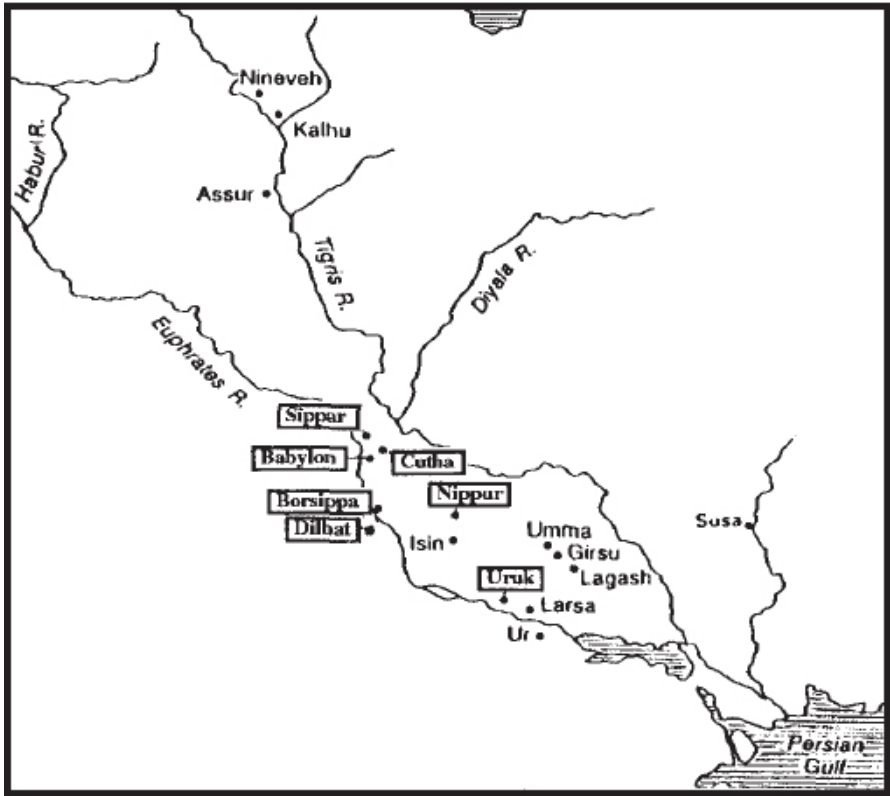 Nineveh
Kalhu
Habur R.
Assur
Tigris R.
Diyala R.
Euphrates R.
Sippar
Babylon
Cutha
Nippur
Borsippa
Dilbat
Isin
Umma
Girsu
Susa
Lagash
Uruk
Larsa
Ur
Persian
Gulf